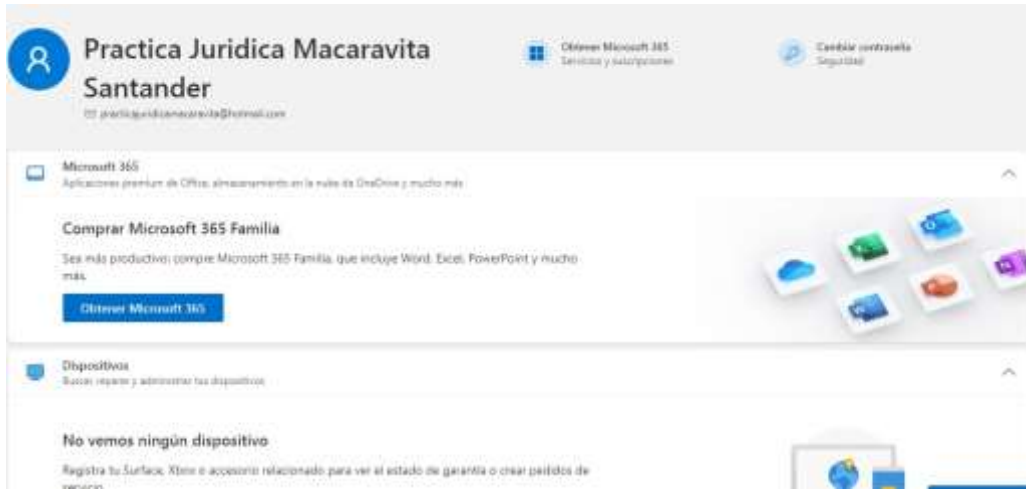 Practica Juridica Macaravita
Santander
practicajuridicamacaravita@hotmail.com
Obtener Microsoft 365
Servicios y suscripciones
Cambiar contraseña
Seguridad
Microsoft 365
Aplicaciones premium de Office, almacenamiento en la nube de OneDrive y mucho más
Comprar Microsoft 365 Familia
Sea más productivo: compre Microsoft 365 Familia, que incluye Word, Excel, PowerPoint y mucho
más.
Obtener Microsoft 365
Dispositivos
Buscar, reparar y administrar tus dispositivos
No vemos ningún dispositivo
Registra tu Surface, Xbox o accesorio relacionado para ver el estado de garantía o crear pedidos de
servicio.